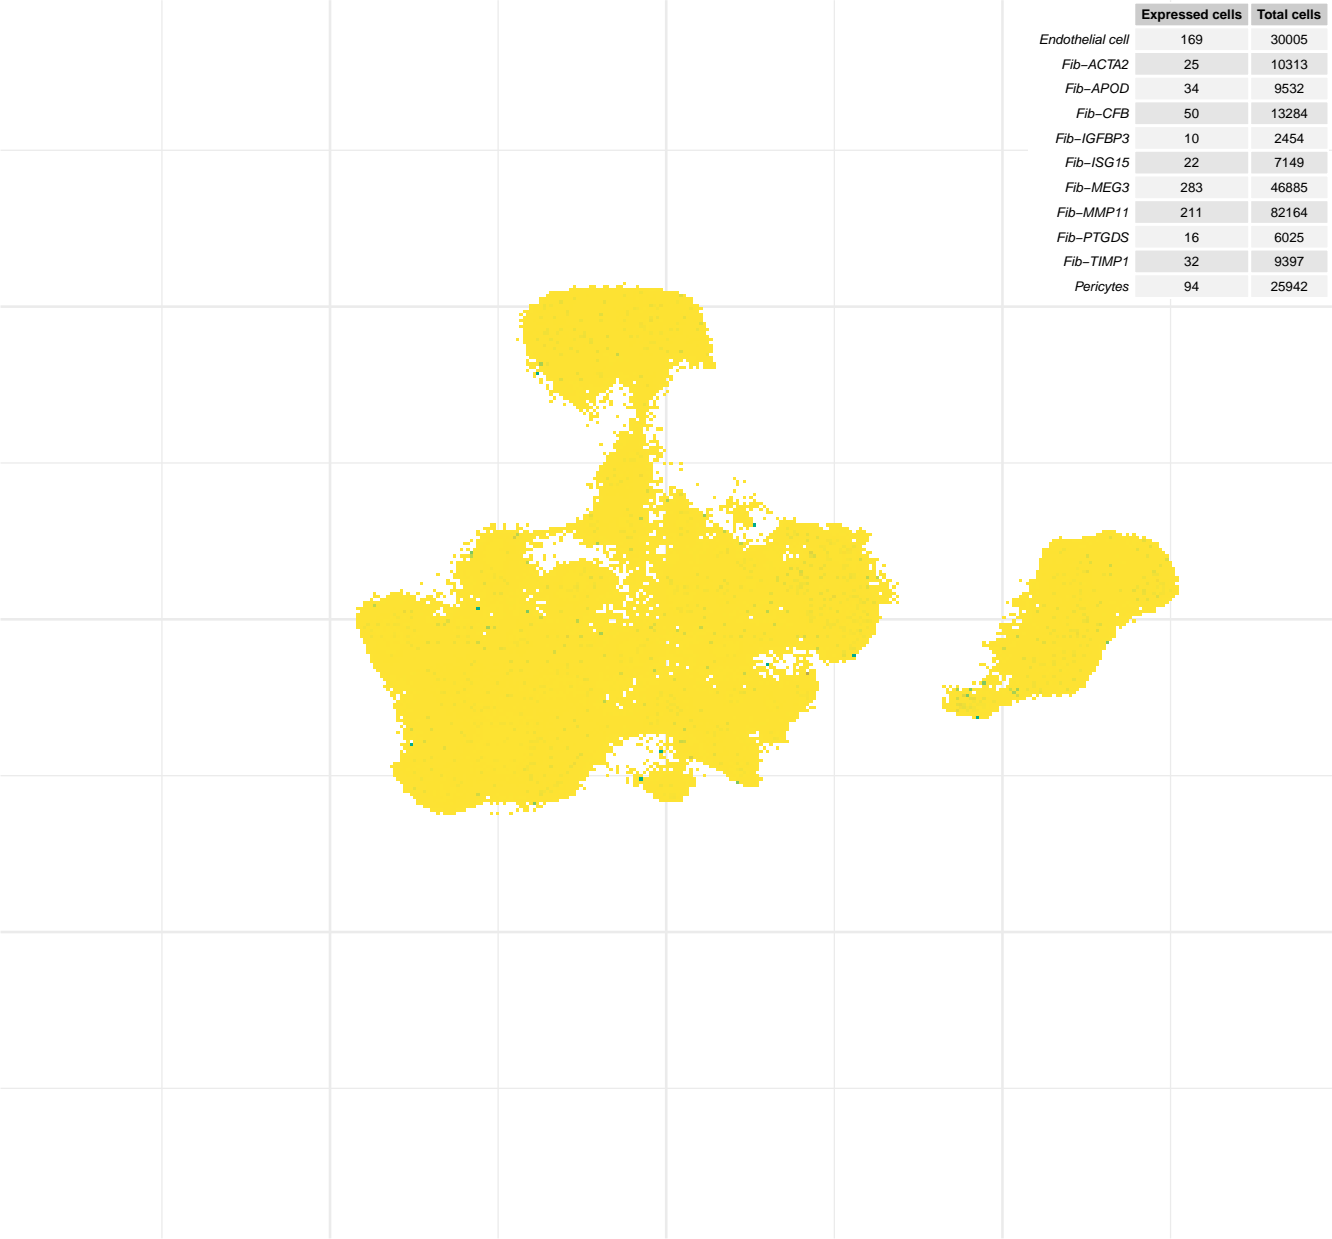 Expressed cells Total cells
Endothelial cell 169 30005
Fib−ACTA2 25 10313
Fib−APOD 34 9532
Fib−CFB 50 13284
Fib−IGFBP3 10 2454
Fib−ISG15 22 7149
Fib−MEG3 283 46885
Fib−MMP11 211 82164
Fib−PTGDS 16 6025
Fib−TIMP1 32 9397
Pericytes 94 25942